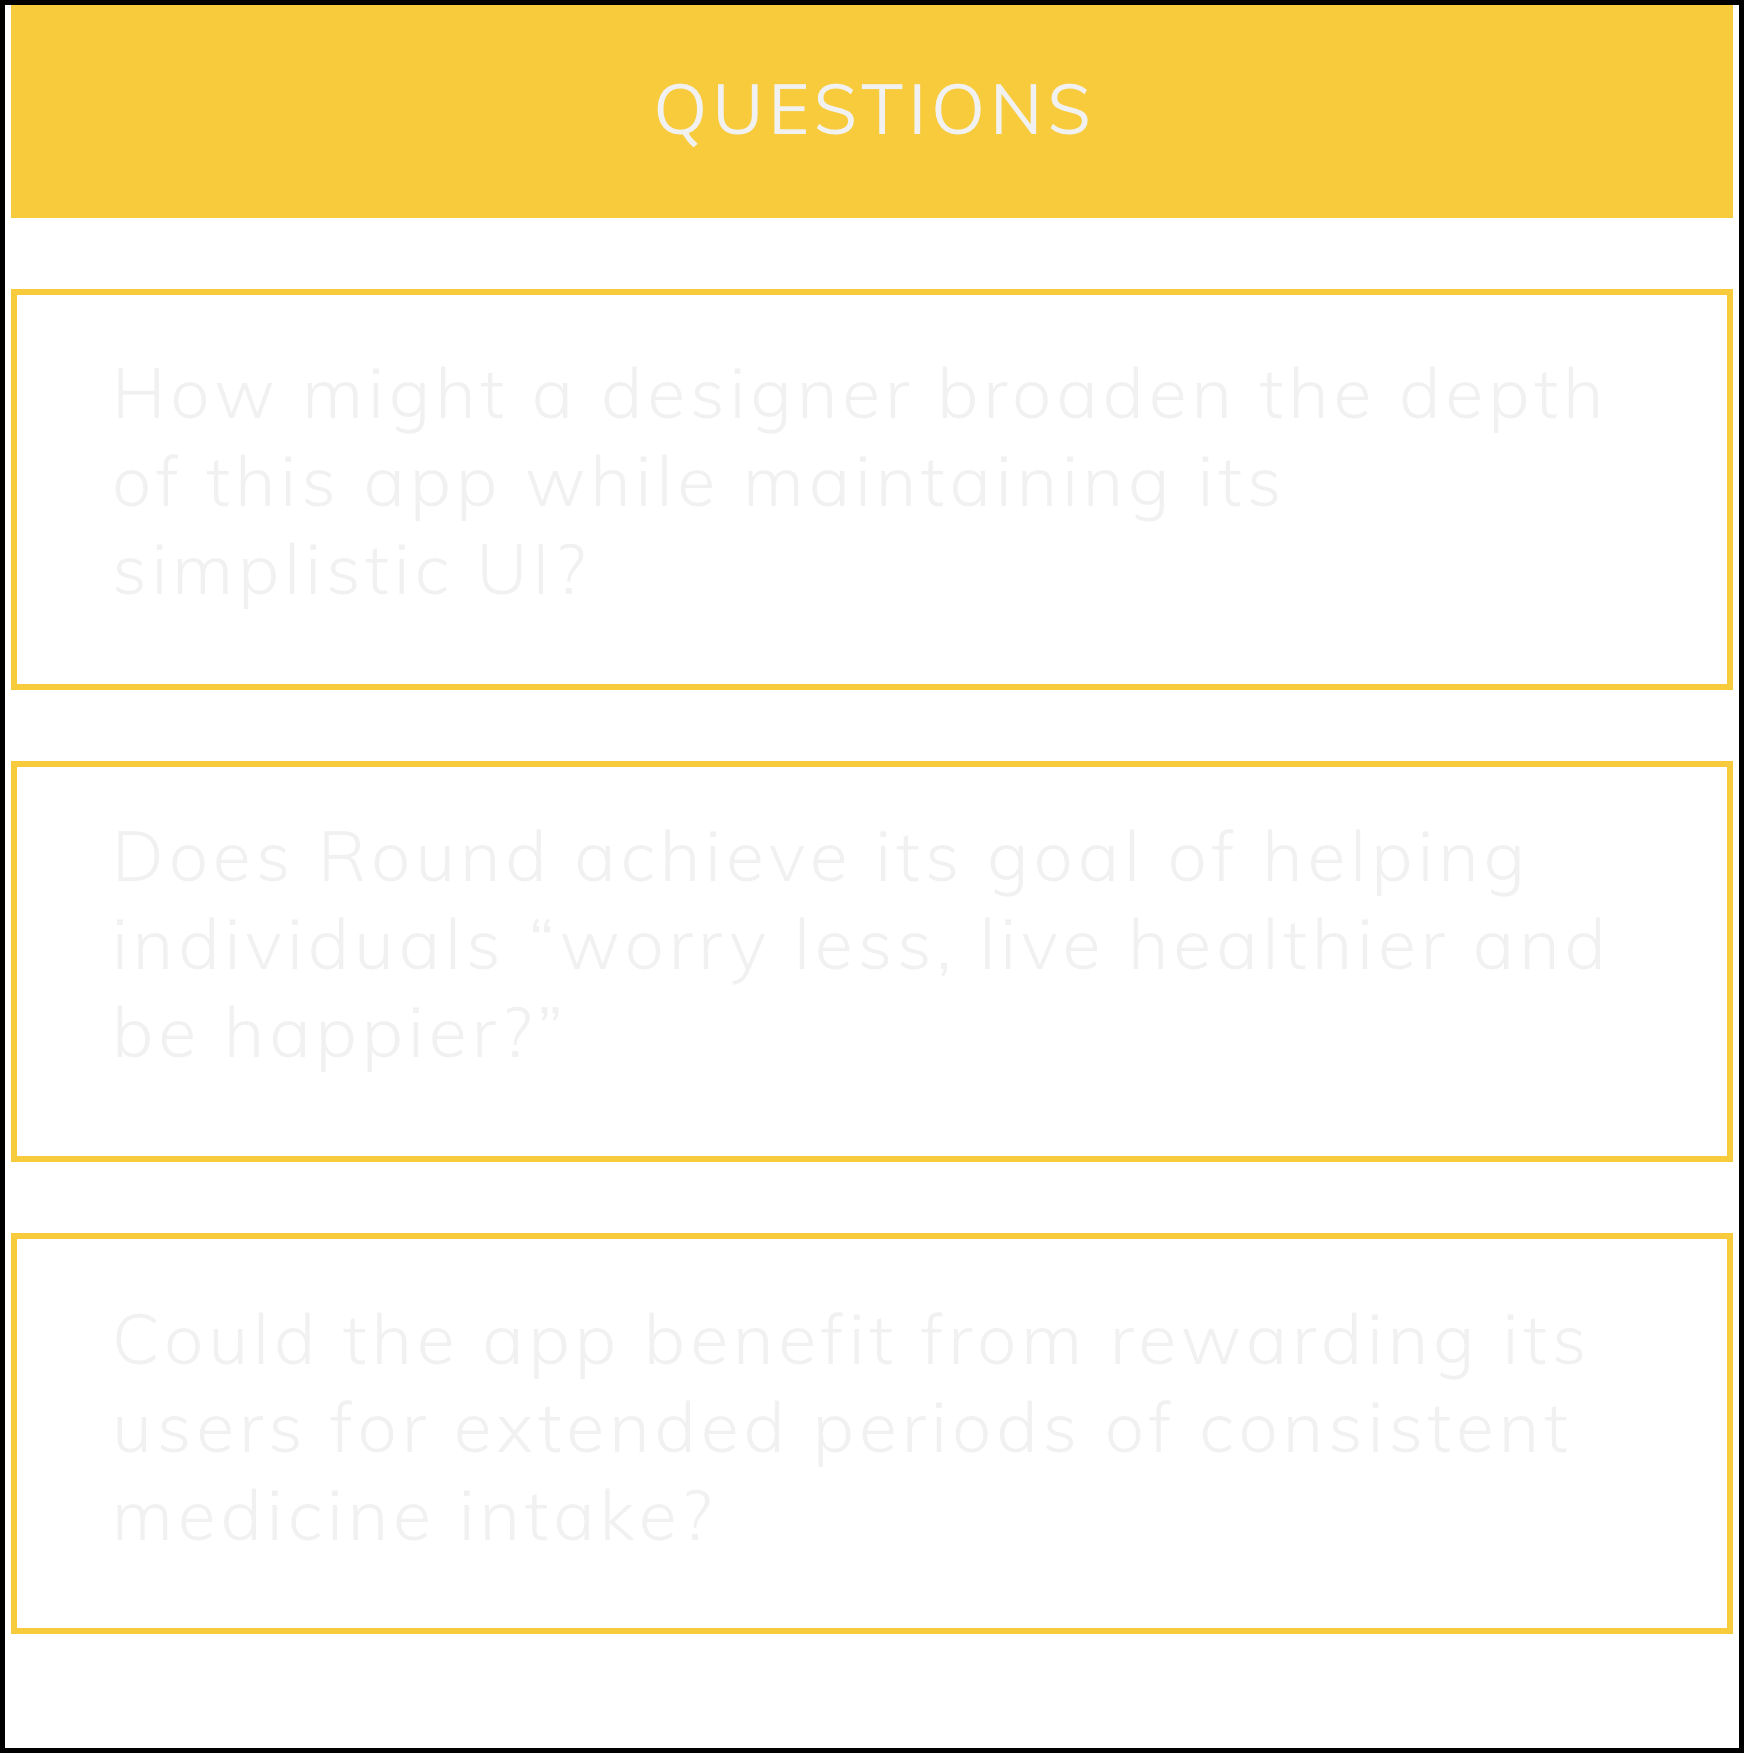 QUESTIONS
How might a designer broaden the depth
of this app while maintaining its
simplistic UI?
Does Round achieve its goal of helping
individuals “worry less, live healthier and
be happier?”
Could the app benefit from rewarding its
users for extended periods of consistent
medicine intake?